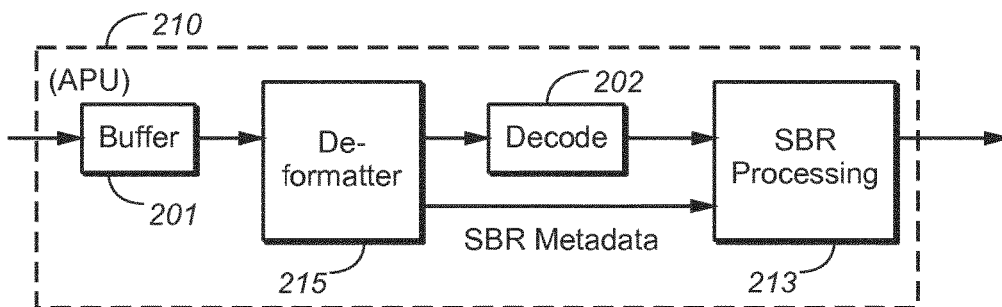 210
(APU)
202
Buffer
De-
formatter
Decode
SBR
Processing
201
SBR Metadata
215
213